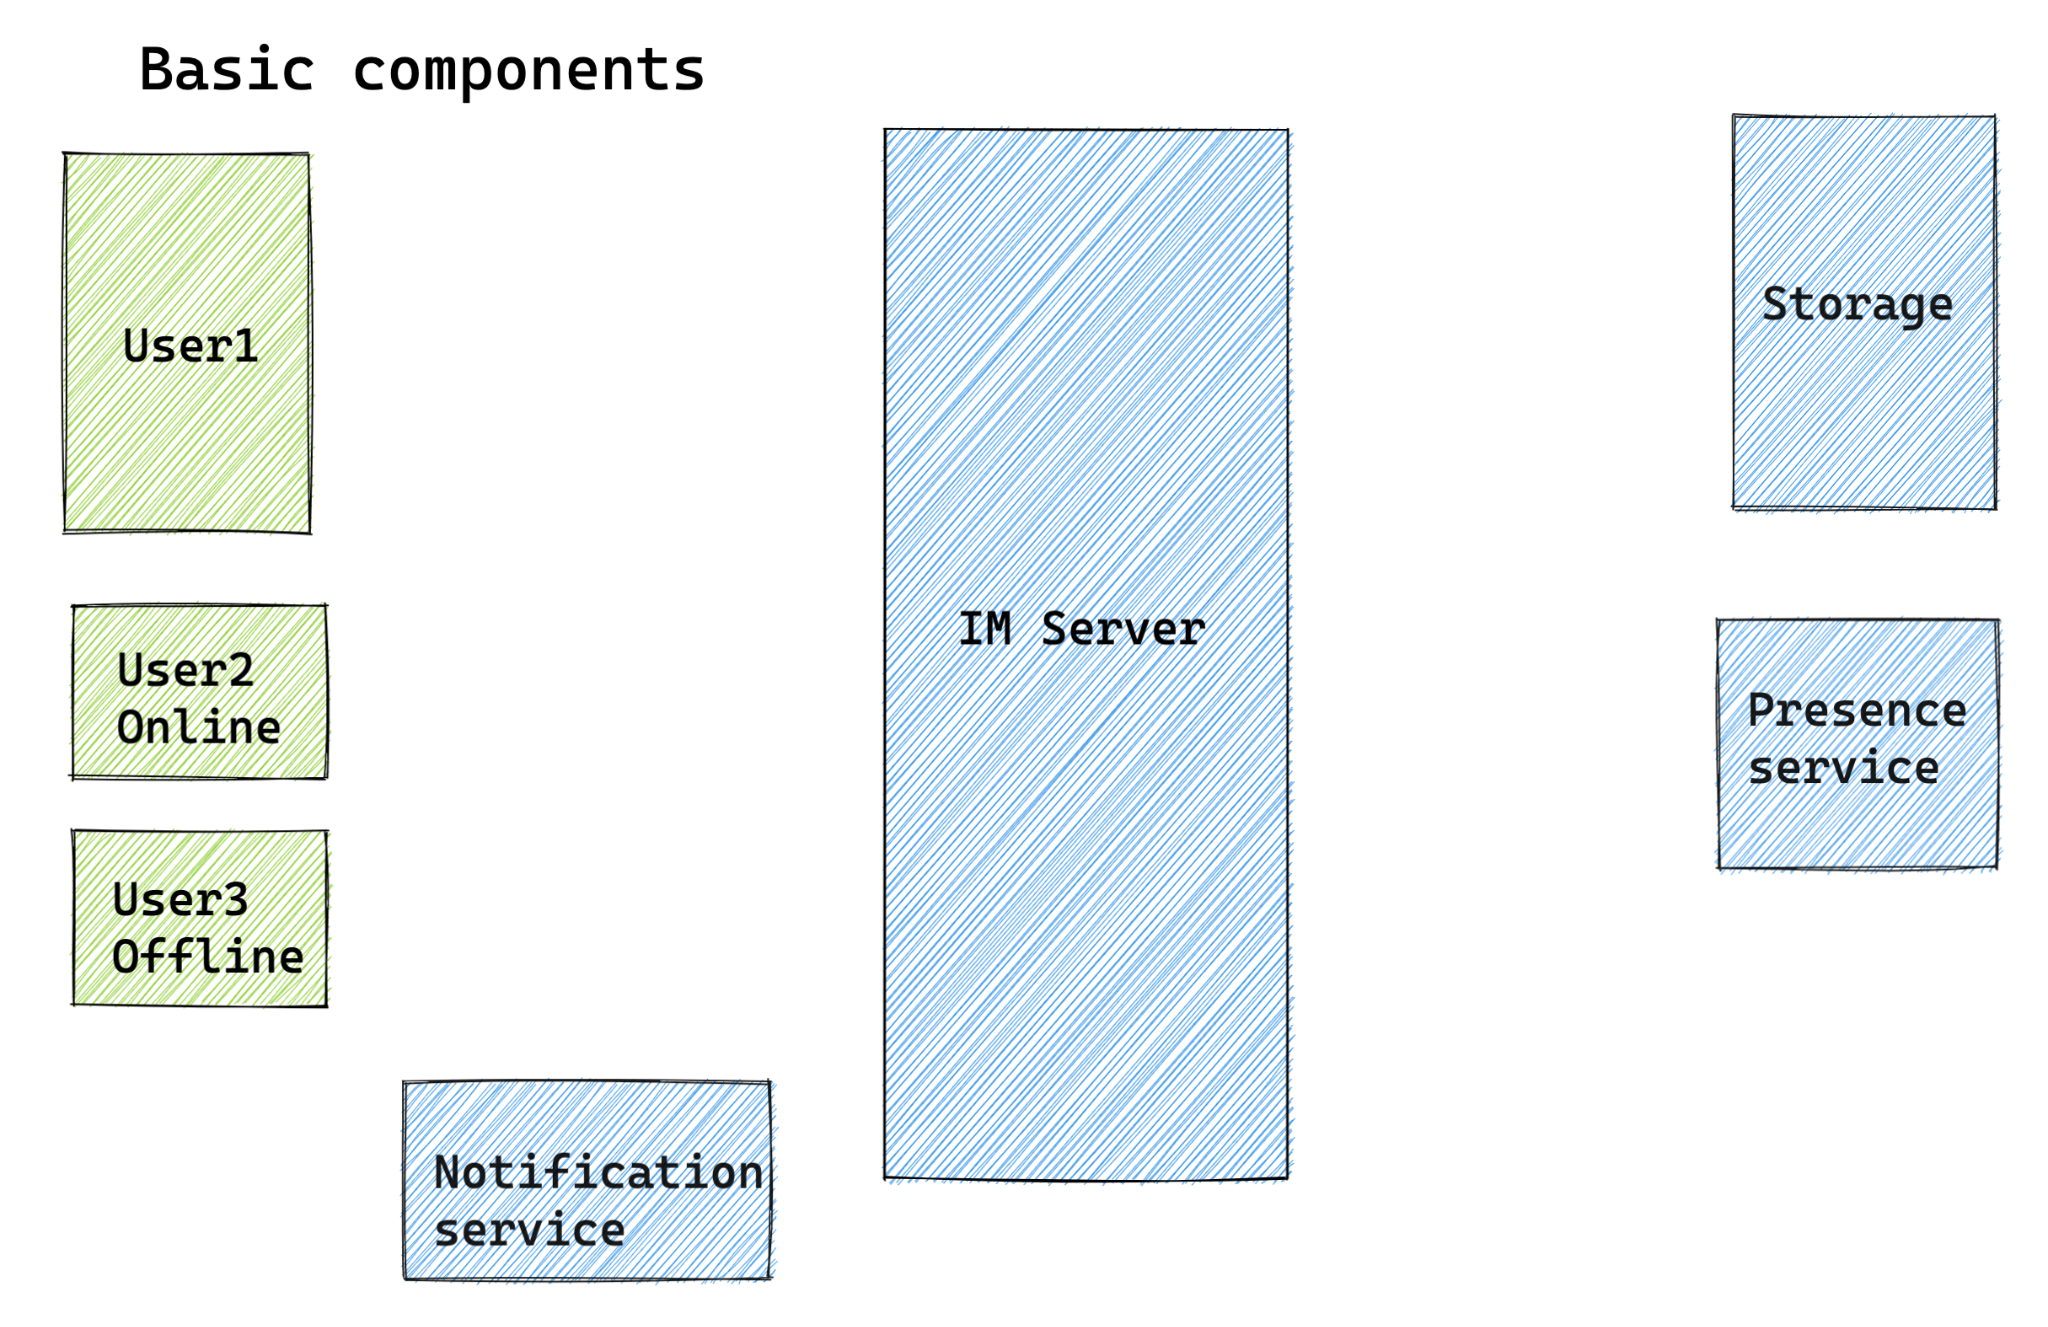 Basic components
User1
User2
Online
User3
Offline
Notification
service
IM Server
Storage
Presence
service